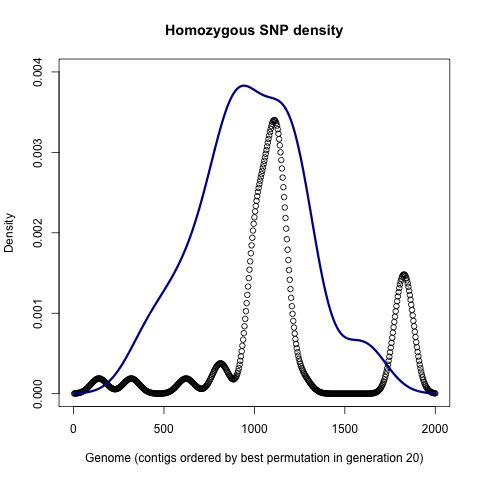 Homozygous SNP density
Density
0.004
0.003
0.002
0.001
0.000
0 500 1000 1500 2000
Genome (contigs ordered by best permutation in generation 20)